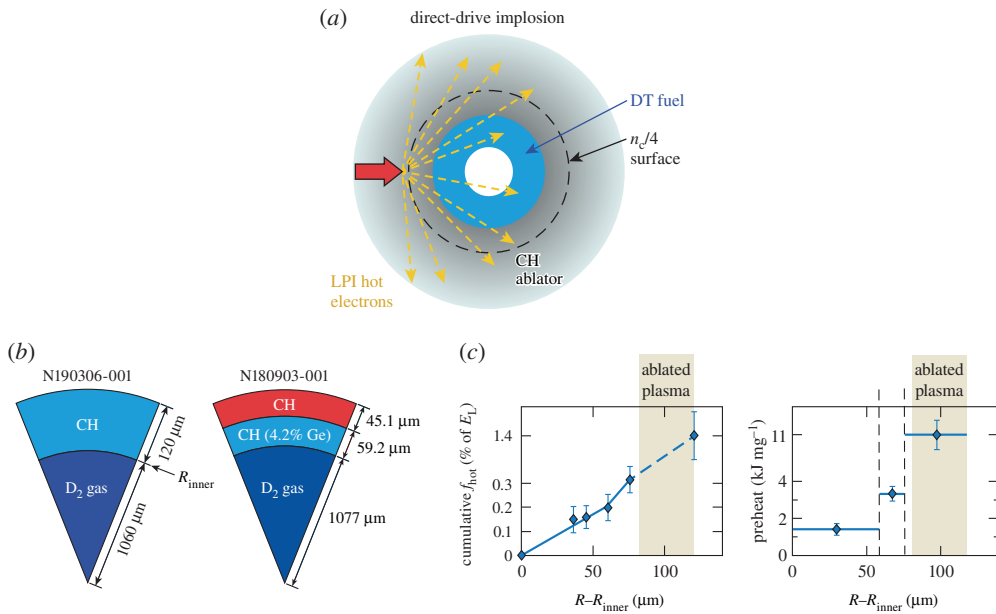 (a)
direct-drive implosion
DT fuel
n_c/4
surface
CH
ablator
LPI hot
electrons
(b)
N190306-001
CH
120 µm
R_inner
D₂ gas
1060 µm
N180903-001
CH
45.1 µm
CH (4.2% Ge)
59.2 µm
D₂ gas
1077 µm
(c)
ablated
plasma
cumulative f_hot (% of E_L)
1.4
0.3
0.2
0.1
0
0
50
100
R–R_inner (µm)
ablated
plasma
preheat (kJ mg⁻¹)
11
4
2
0
0
50
100
R–R_inner (µm)